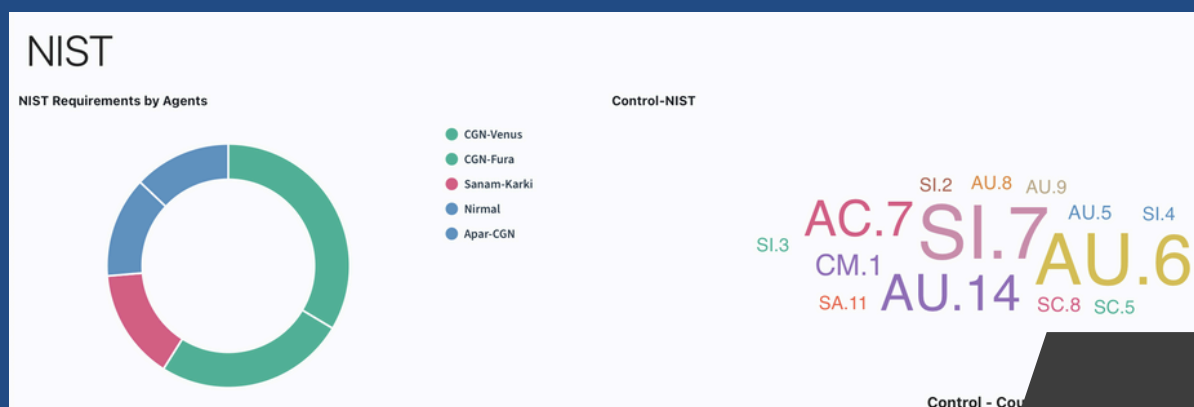 NIST
NIST Requirements by Agents
Control-NIST
CGN-Venus
CGN-Fura
Sanam-Karki
Nirmal
Apar-CGN
SI.2 AU.8 AU.9
AC.7 SI.7 AU.5 SI.4
SI.3 CM.1 AU.6
SA.11 AU.14 SC.8 SC.5
Control - Cou